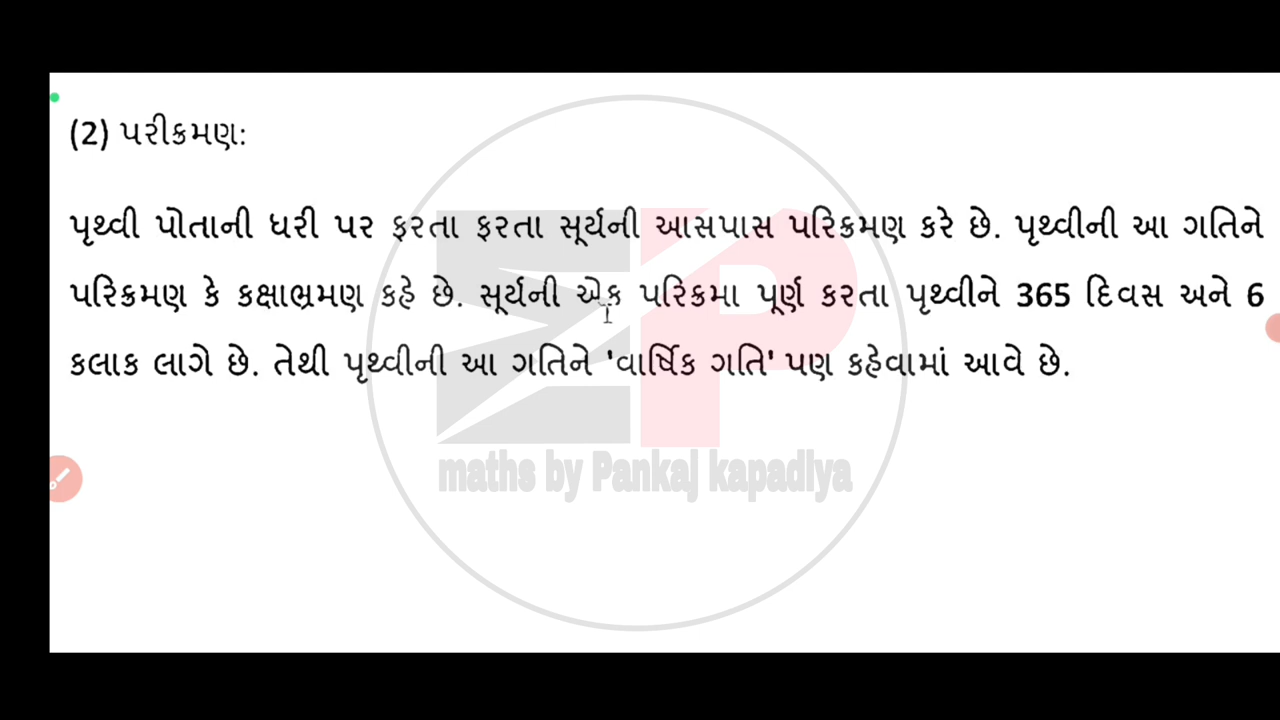 (2) પરીક્રમણ:
પૃથ્વી પોતાની ધરી પર ફરતા ફરતા સૂર્યની આસપાસ પરિક્રમણ કરે છે. પૃથ્વીની આ ગતિને
પરિક્રમણ કે કક્ષાભ્રમણ કહે છે. સૂર્યની એક પરિક્રમા પૂર્ણ કરતા પૃથ્વીને 365 દિવસ અને 6
કલાક લાગે છે. તેથી પૃથ્વીની આ ગતિને 'વાર્ષિક ગતિ' પણ કહેવામાં આવે છે.
maths by Pankaj kapadiya